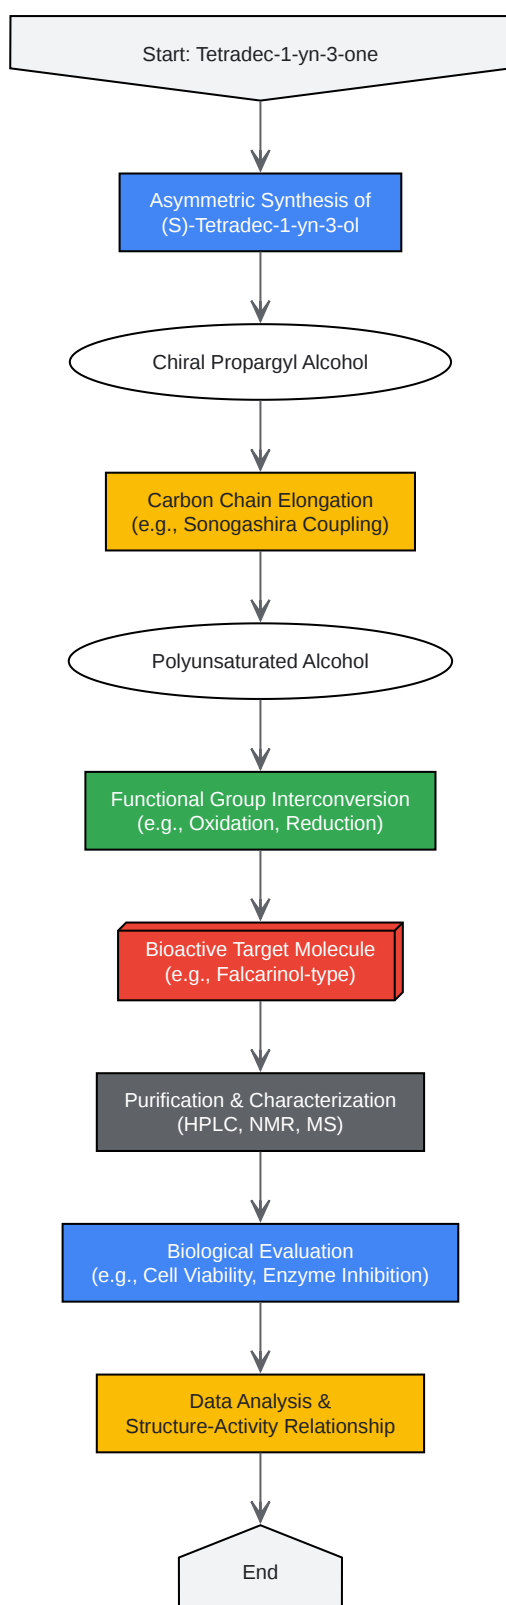 Start: Tetradec-1-yn-3-one
Asymmetric Synthesis of
(S)-Tetradec-1-yn-3-ol
Chiral Propargyl Alcohol
Carbon Chain Elongation
(e.g., Sonogashira Coupling)
Polyunsaturated Alcohol
Functional Group Interconversion
(e.g., Oxidation, Reduction)
Bioactive Target Molecule
(e.g., Falcarinol-type)
Purification & Characterization
(HPLC, NMR, MS)
Biological Evaluation
(e.g., Cell Viability, Enzyme Inhibition)
Data Analysis &
Structure-Activity Relationship
End